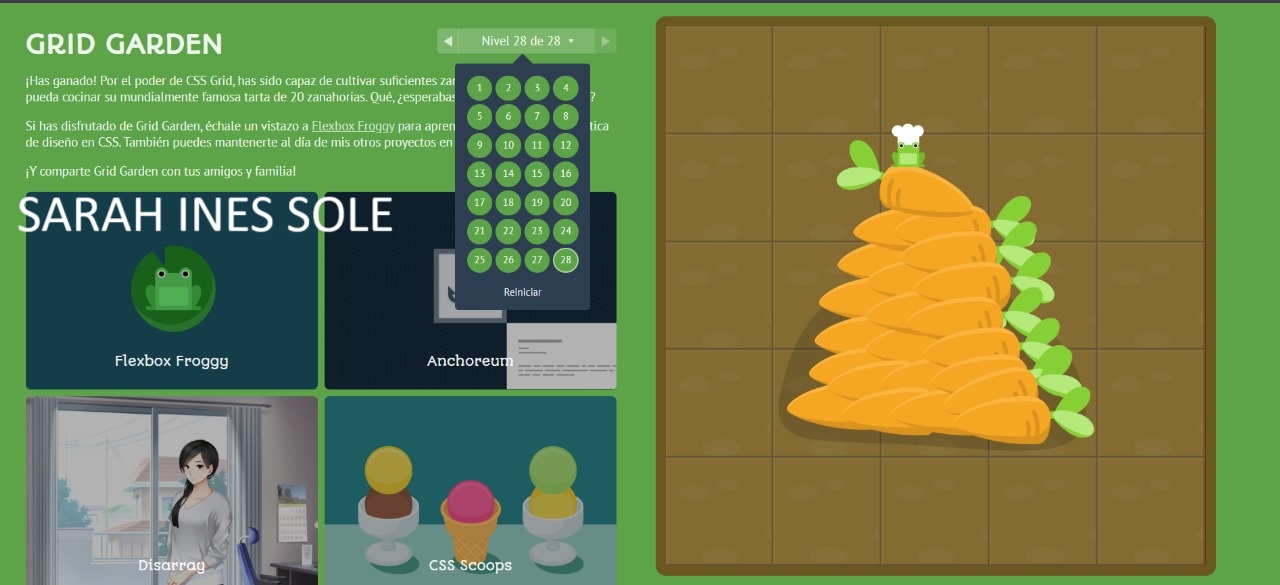 GRID GARDEN
◀ Nivel 28 de 28 ▾ ▶
¡Has ganado! Por el poder de CSS Grid, has sido capaz de cultivar suficientes
pueda cocinar su mundialmente famosa tarta de 20 zanahorias. Qué, ¿esperabas ?
Si has disfrutado de Grid Garden, échale un vistazo a Flexbox Froggy para
de diseño en CSS. También puedes mantenerte al día de mis otros proyectos en
¡Y comparte Grid Garden con tus amigos y familia!
1 2 3 4
5 6 7 8
9 10 11 12
13 14 15 16
17 18 19 20
21 22 23 24
25 26 27 28
Reiniciar
SARAH INES SOLE
Flexbox Froggy
Anchoreum
Disarray
CSS Scoops